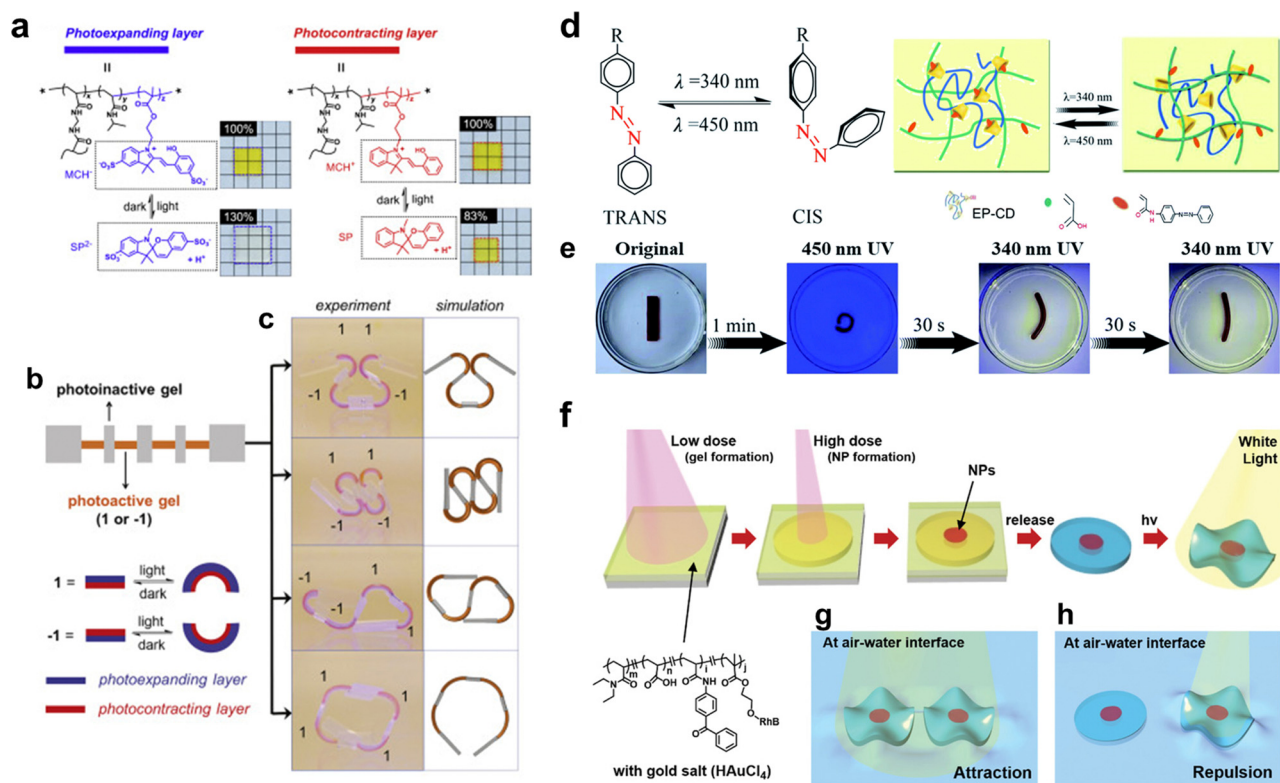 a
Photoexpanding layer
Photocontracting layer
=
=
100%
100%
MCH⁻
MCH⁺
dark
light
dark
light
130%
83%
SP²⁻
+ H⁺
SP
+ H⁺
b
photoinactive gel
photoactive gel
(1 or -1)
1 =
light
dark
-1 =
light
dark
photoexpanding layer
photocontracting layer
c
experiment
simulation
1 1
-1 -1
1 1
-1 -1
-1 1
-1 1
1 1
1 1
d
R
R
λ =340 nm
λ =450 nm
N
N
N
N
TRANS
CIS
λ=340 nm
λ=450 nm
EP-CD
e
Original
450 nm UV
340 nm UV
340 nm UV
1 min
30 s
30 s
f
Low dose
(gel formation)
High dose
(NP formation)
NPs
release
hv
White
Light
with gold salt (HAuCl₄)
g
At air-water interface
Attraction
h
At air-water interface
Repulsion